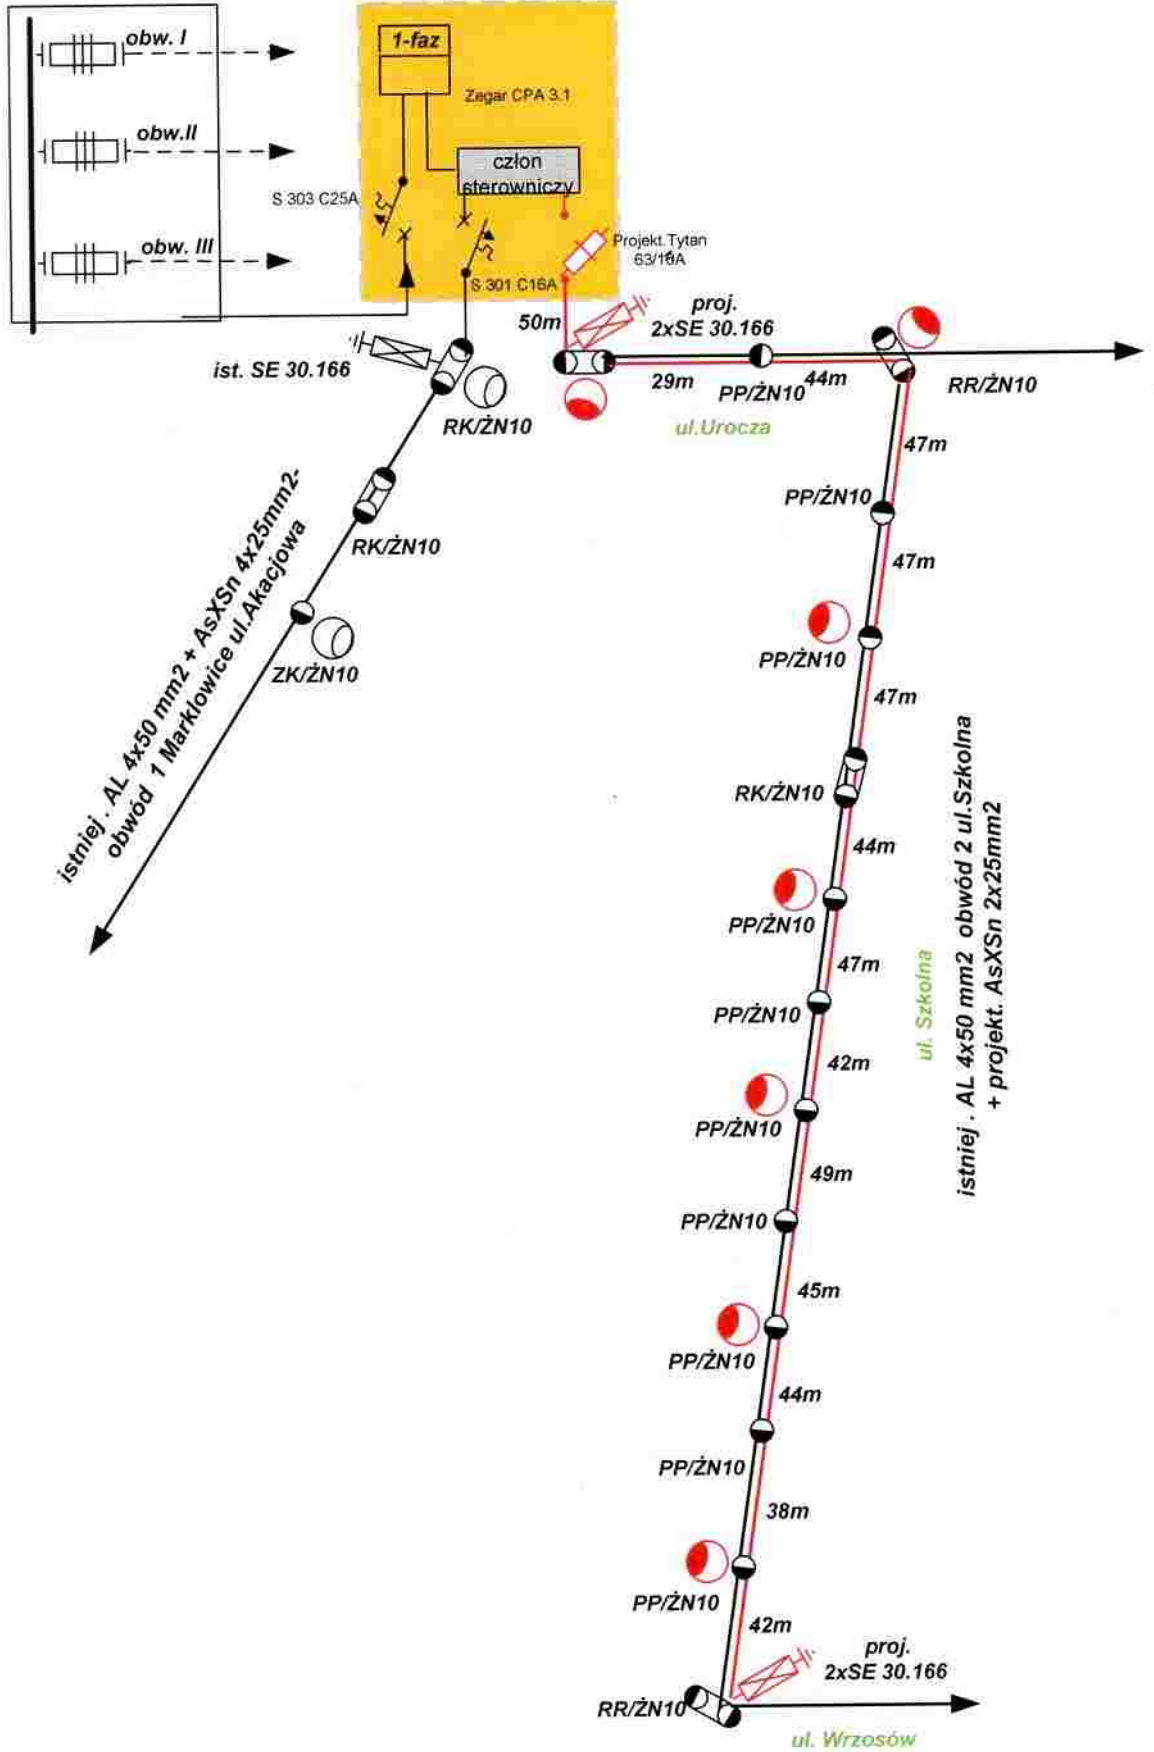 obw. I
obw.II
obw. III
1-faz
Zegar CPA 3.1
człon
sterowniczy
S 303 C25A
S 301 C16A
Projekt.Tytan
50m
proj.
2xSE 30.166
ist. SE 30.166
RK/ŻN10
RK/ŻN10
ZK/ŻN10
istniej . AL 4x50 mm2 + AsXSn 4x25mm2-
obwód 1 Marklowice ul.Akacjowa
29m
PP/ŻN10
44m
RR/ŻN10
ul.Urocza
47m
PP/ŻN10
47m
PP/ŻN10
47m
RK/ŻN10
44m
PP/ŻN10
47m
PP/ŻN10
42m
PP/ŻN10
49m
PP/ŻN10
45m
PP/ŻN10
44m
PP/ŻN10
38m
PP/ŻN10
42m
ul. Szkolna
istniej . AL 4x50 mm2 obwód 2 ul.Szkolna
+ projekt. AsXSn 2x25mm2
proj.
2xSE 30.166
RR/ŻN10
ul. Wrzosów